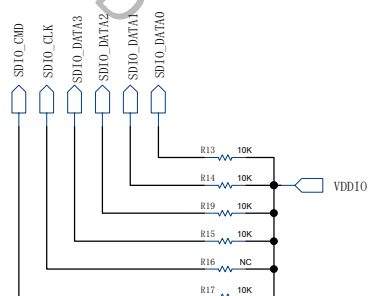 SDIO_CMD
SDIO_CLK
SDIO_DATA3
SDIO_DATA2
SDIO_DATA1
SDIO_DATA0
R13 10K
R14 10K
VDDIO
R19 10K
R15 10K
R16 NC
R17 10K